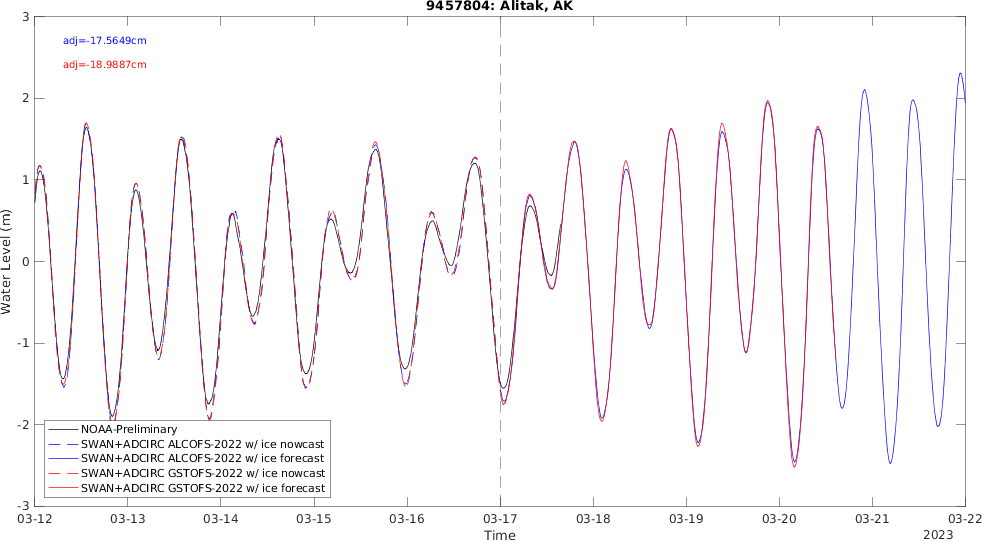 9457804: Alitak, AK
adj=-17.5649cm
adj=-18.9887cm
3
2
1
0
-1
-2
-3
Water Level (m)
NOAA-Preliminary
SWAN+ADCIRC ALCOFS-2022 w/ ice nowcast
SWAN+ADCIRC ALCOFS-2022 w/ ice forecast
SWAN+ADCIRC GSTOFS-2022 w/ ice nowcast
SWAN+ADCIRC GSTOFS-2022 w/ ice forecast
03-12 03-13 03-14 03-15 03-16 03-17 03-18 03-19 03-20 03-21 03-22
Time
2023